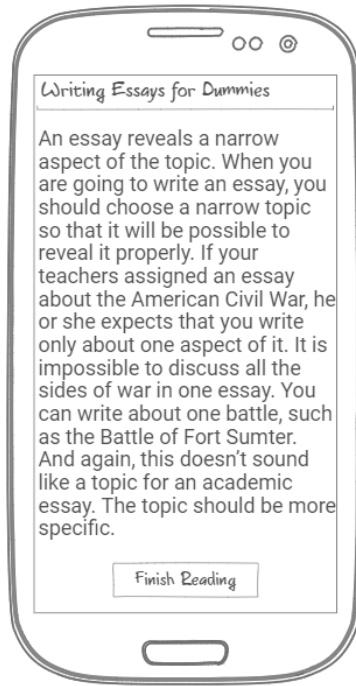 Writing Essays for Dummies
An essay reveals a narrow
aspect of the topic. When you
are going to write an essay, you
should choose a narrow topic
so that it will be possible to
reveal it properly. If your
teachers assigned an essay
about the American Civil War, he
or she expects that you write
only about one aspect of it. It is
impossible to discuss all the
sides of war in one essay. You
can write about one battle, such
as the Battle of Fort Sumter.
And again, this doesn't sound
like a topic for an academic
essay. The topic should be more
specific.
Finish Reading